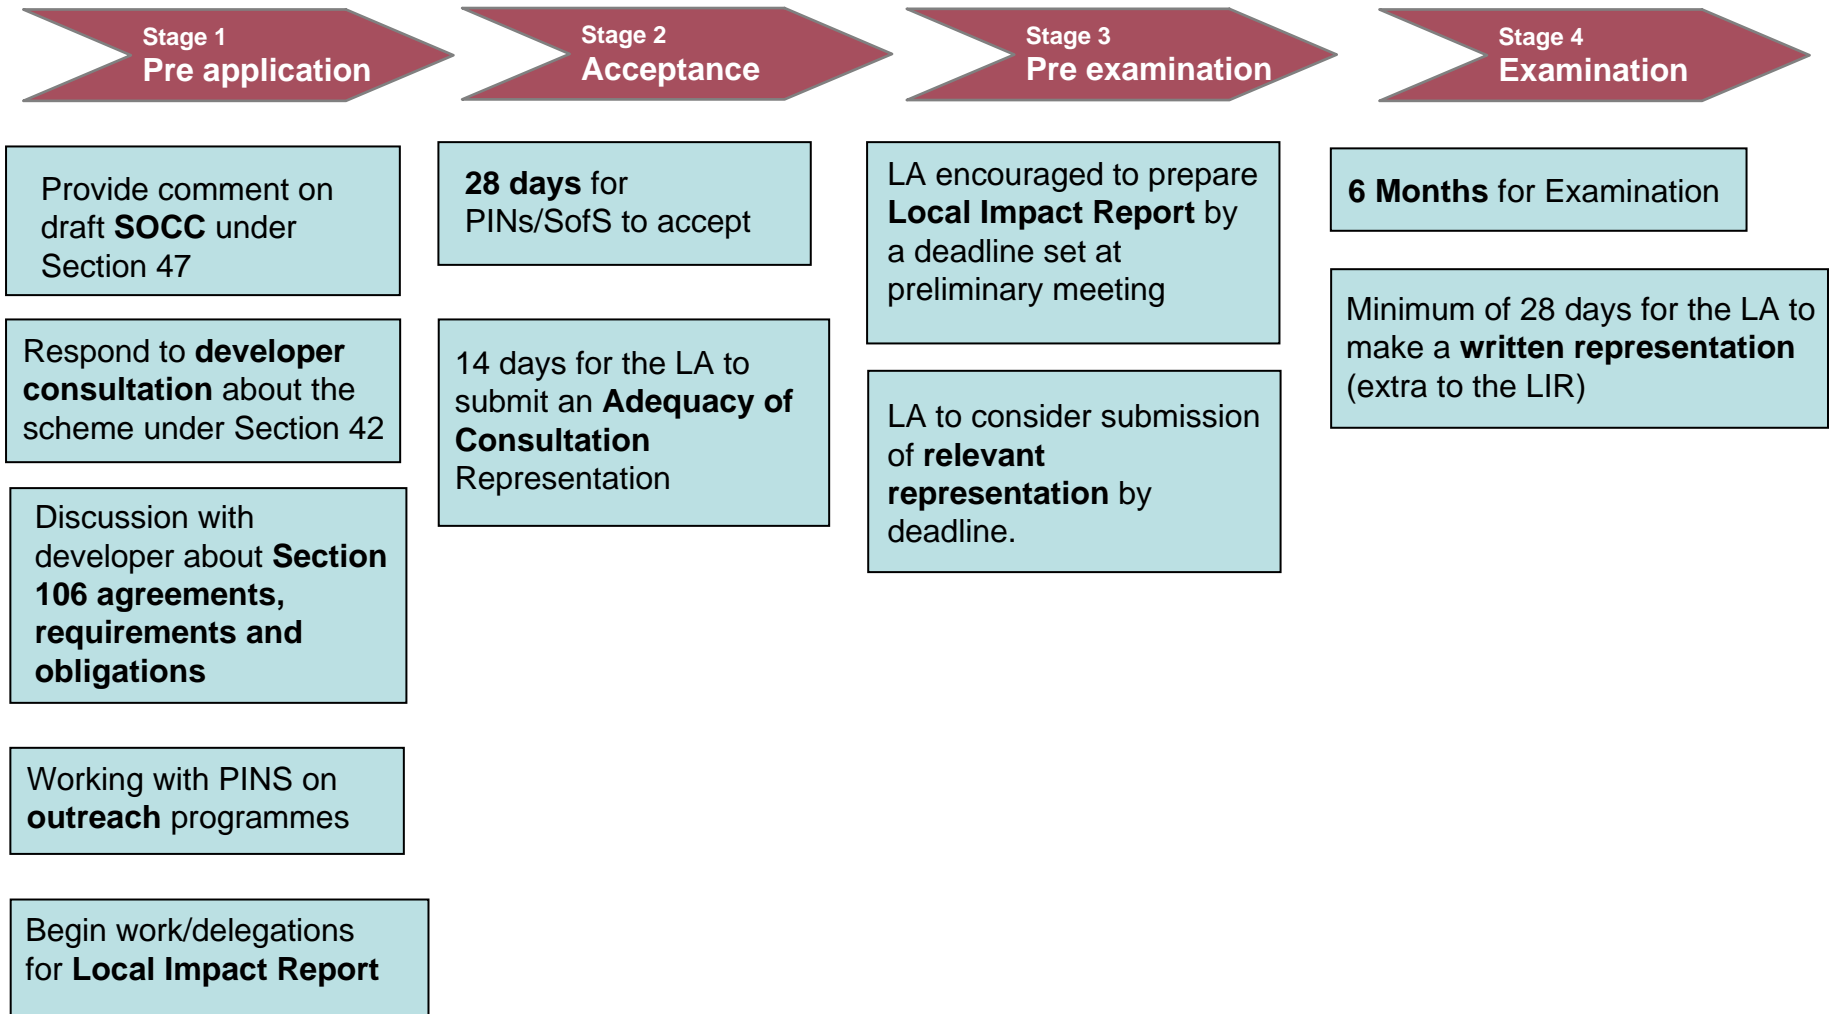 Stage 1
Pre application
Stage 2
Acceptance
Stage 3
Pre examination
Stage 4
Examination
Provide comment on
draft SOCC under
Section 47
Respond to developer
consultation about the
scheme under Section 42
Discussion with
developer about Section
106 agreements,
requirements and
obligations
Working with PINS on
outreach programmes
Begin work/delegations
for Local Impact Report
28 days for
PINs/SofS to accept
14 days for the LA to
submit an Adequacy of
Consultation
Representation
LA encouraged to prepare
Local Impact Report by
a deadline set at
preliminary meeting
LA to consider submission
of relevant
representation by
deadline.
6 Months for Examination
Minimum of 28 days for the LA to
make a written representation
(extra to the LIR)